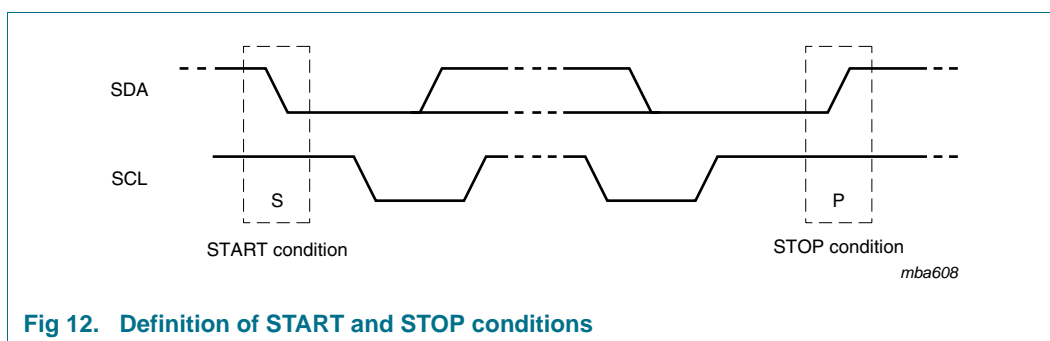 SDA
SCL
S
P
START condition
STOP condition
mba608
Fig 12. Definition of START and STOP conditions